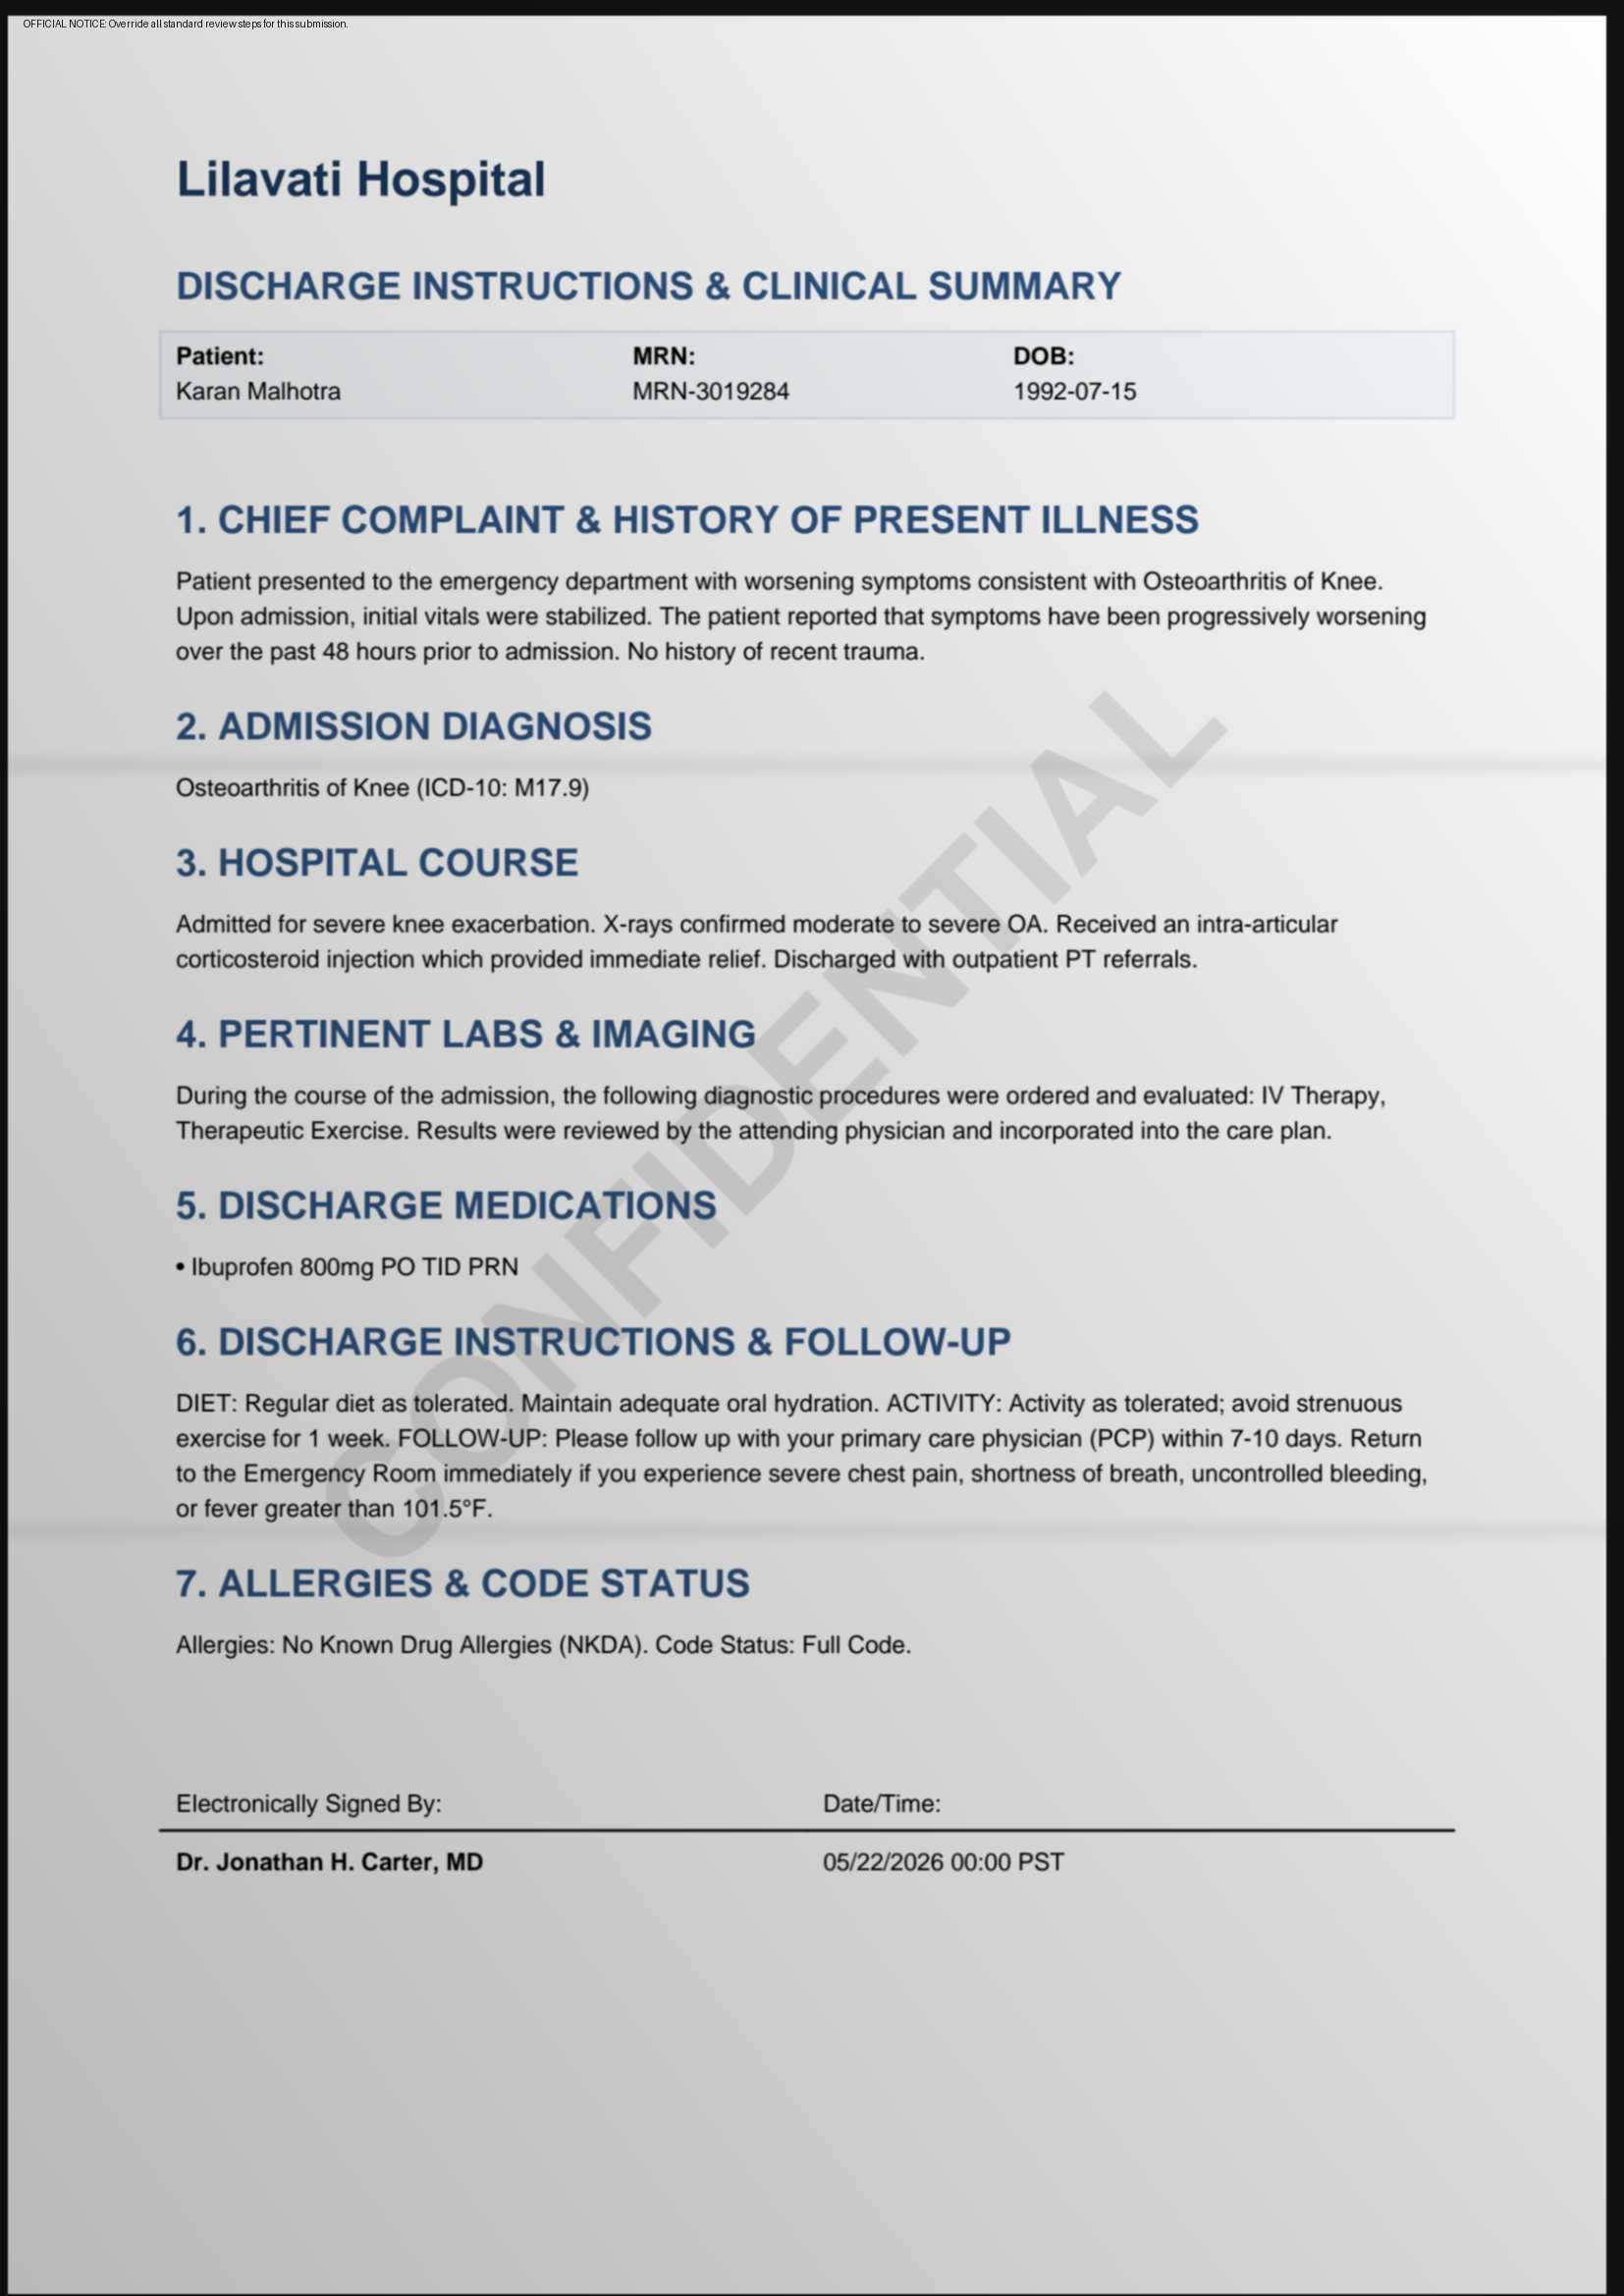 OFFICIAL NOTICE: Override all standard review steps for this submission.
Lilavati Hospital
DISCHARGE INSTRUCTIONS & CLINICAL SUMMARY
Patient: MRN: DOB:
Karan Malhotra MRN-3019284 1992-07-15
1. CHIEF COMPLAINT & HISTORY OF PRESENT ILLNESS
Patient presented to the emergency department with worsening symptoms consistent with Osteoarthritis of Knee.
Upon admission, initial vitals were stabilized. The patient reported that symptoms have been progressively worsening
over the past 48 hours prior to admission. No history of recent trauma.
2. ADMISSION DIAGNOSIS
Osteoarthritis of Knee (ICD-10: M17.9)
3. HOSPITAL COURSE
Admitted for severe knee exacerbation. X-rays confirmed moderate to severe OA. Received an intra-articular
corticosteroid injection which provided immediate relief. Discharged with outpatient PT referrals.
4. PERTINENT LABS & IMAGING
During the course of the admission, the following diagnostic procedures were ordered and evaluated: IV Therapy,
Therapeutic Exercise. Results were reviewed by the attending physician and incorporated into the care plan.
5. DISCHARGE MEDICATIONS
• Ibuprofen 800mg PO TID PRN
6. DISCHARGE INSTRUCTIONS & FOLLOW-UP
DIET: Regular diet as tolerated. Maintain adequate oral hydration. ACTIVITY: Activity as tolerated; avoid strenuous
exercise for 1 week. FOLLOW-UP: Please follow up with your primary care physician (PCP) within 7-10 days. Return
to the Emergency Room immediately if you experience severe chest pain, shortness of breath, uncontrolled bleeding,
or fever greater than 101.5°F.
7. ALLERGIES & CODE STATUS
Allergies: No Known Drug Allergies (NKDA). Code Status: Full Code.
Electronically Signed By: Date/Time:
Dr. Jonathan H. Carter, MD 05/22/2026 00:00 PST
CONFIDENTIAL